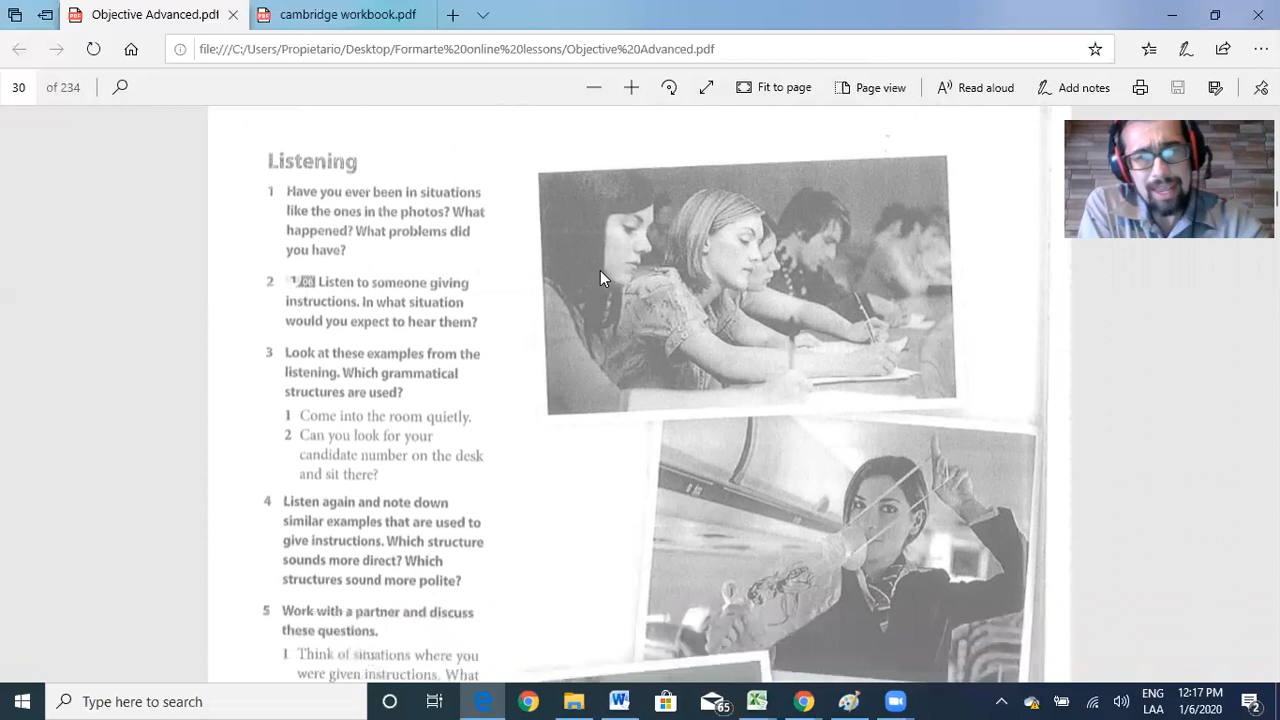 Objective Advanced.pdf
cambridge objective.pdf
file:///C:/Users/Propietario/Desktop/Formarte%20online%20lessons/Objective%20Advanced.pdf
30 of 234
Fit to page
Page view
Read aloud
Add notes
Listening
1 Have you ever been in situations
like the ones in the photos? What
happened? What problems did
you have?
2 Listen to someone giving
instructions. In what situation
would you expect to hear them?
3 Look at these examples from the
listening. Which grammatical
structures are used?
1 Come into the room quietly.
2 Can you look for your
candidate number on the desk
and sit there?
4 Listen again and note down
similar examples that are used to
give instructions. Which structure
sounds more direct? Which
structures sound more polite?
5 Work with a partner and discuss
these questions.
1 Think of situations where you
were given instructions. What
Type here to search
65
ENG
LAA
12:17 PM
1/6/2020
2